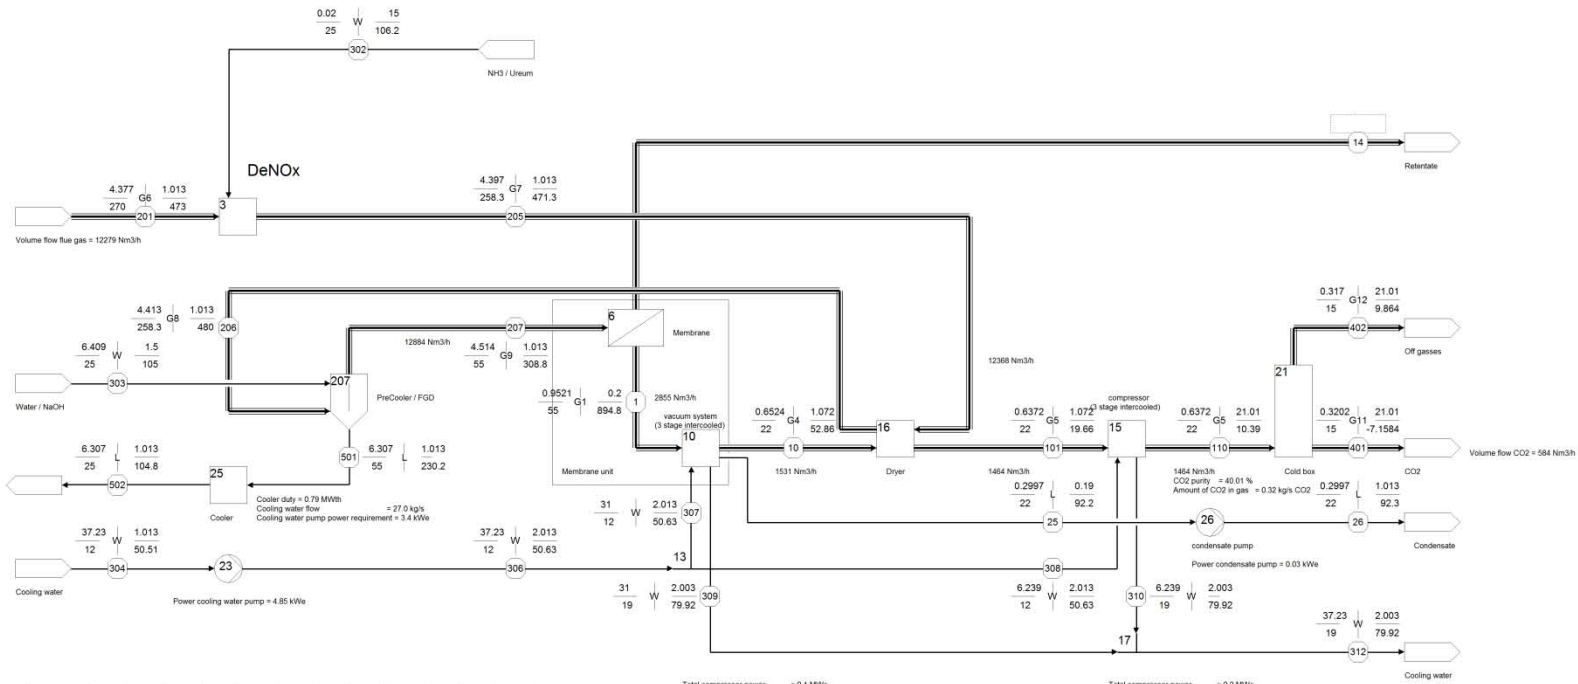 0.02 W 15
25 106.2
302
NH3 / Ureum
14
Retentate
DeNOx
4.377 G6 1.013
270 473
201
3
4.397 G7 1.013
258.3 471.3
205
Volume flow flue gas = 12279 Nm3/h
4.413 G8 1.013
258.3 480
206
207
12884 Nm3/h
4.514 G9 1.013
55 308.8
6
Membrane
12368 Nm3/h
0.317 G12 21.01
15 9.864
402
Off gasses
6.409 W 1.5
25 105
303
Water / NaOH
207
PreCooler / FGD
0.9521 G1 0.2
55 894.8
1
2855 Nm3/h
vacuum system
(3 stage intercooled)
10
Membrane unit
0.6524 G4 1.072
22 52.86
10
1531 Nm3/h
16
Dryer
0.6372 G5 1.072
22 19.66
101
1464 Nm3/h
compressor
(3 stage intercooled)
15
0.6372 G5 21.01
22 10.39
110
1464 Nm3/h
CO2 purity = 40.01 %
Amount of CO2 in gas = 0.32 kg/s CO2
21
Cold box
0.3202 G11 21.01
15 -7.1584
401
CO2
Volume flow CO2 = 584 Nm3/h
6.307 L 1.013
25 104.8
502
25
Cooler
501
6.307 L 1.013
55 230.2
Cooler duty = 0.79 MWth
Cooling water flow = 27.0 kg/s
Cooling water pump power requirement = 3.4 kWe
31 W 2.013
12 50.63
307
0.2997 L 0.19
22 92.2
25
26
condensate pump
Power condensate pump = 0.03 kWe
0.2997 L 1.013
22 92.3
26
Condensate
37.23 W 1.013
12 50.51
304
Cooling water
23
Power cooling water pump = 4.85 kWe
37.23 W 2.013
12 50.63
306
13
31 W 2.003
19 79.92
309
308
6.239 W 2.013
12 50.63
310
6.239 W 2.003
19 79.92
17
37.23 W 2.003
19 79.92
312
Cooling water